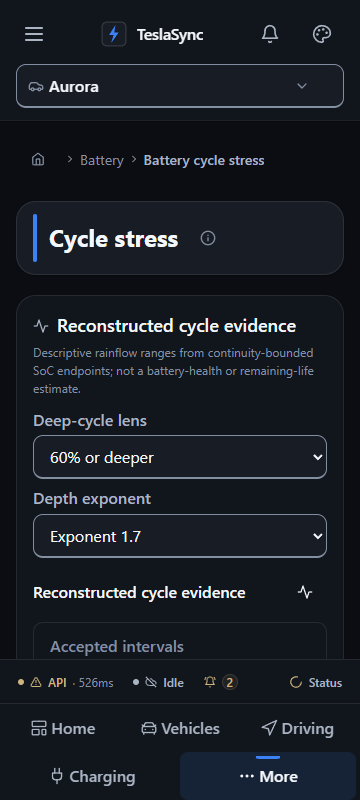 TeslaSync
Aurora
Battery > Battery cycle stress
Cycle stress
Reconstructed cycle evidence
Descriptive rainflow ranges from continuity-bounded
SoC endpoints; not a battery-health or remaining-life
estimate.
Deep-cycle lens
60% or deeper
Depth exponent
Exponent 1.7
Reconstructed cycle evidence
Accepted intervals
API · 526ms Idle 2 Status
Home Vehicles Driving
Charging More